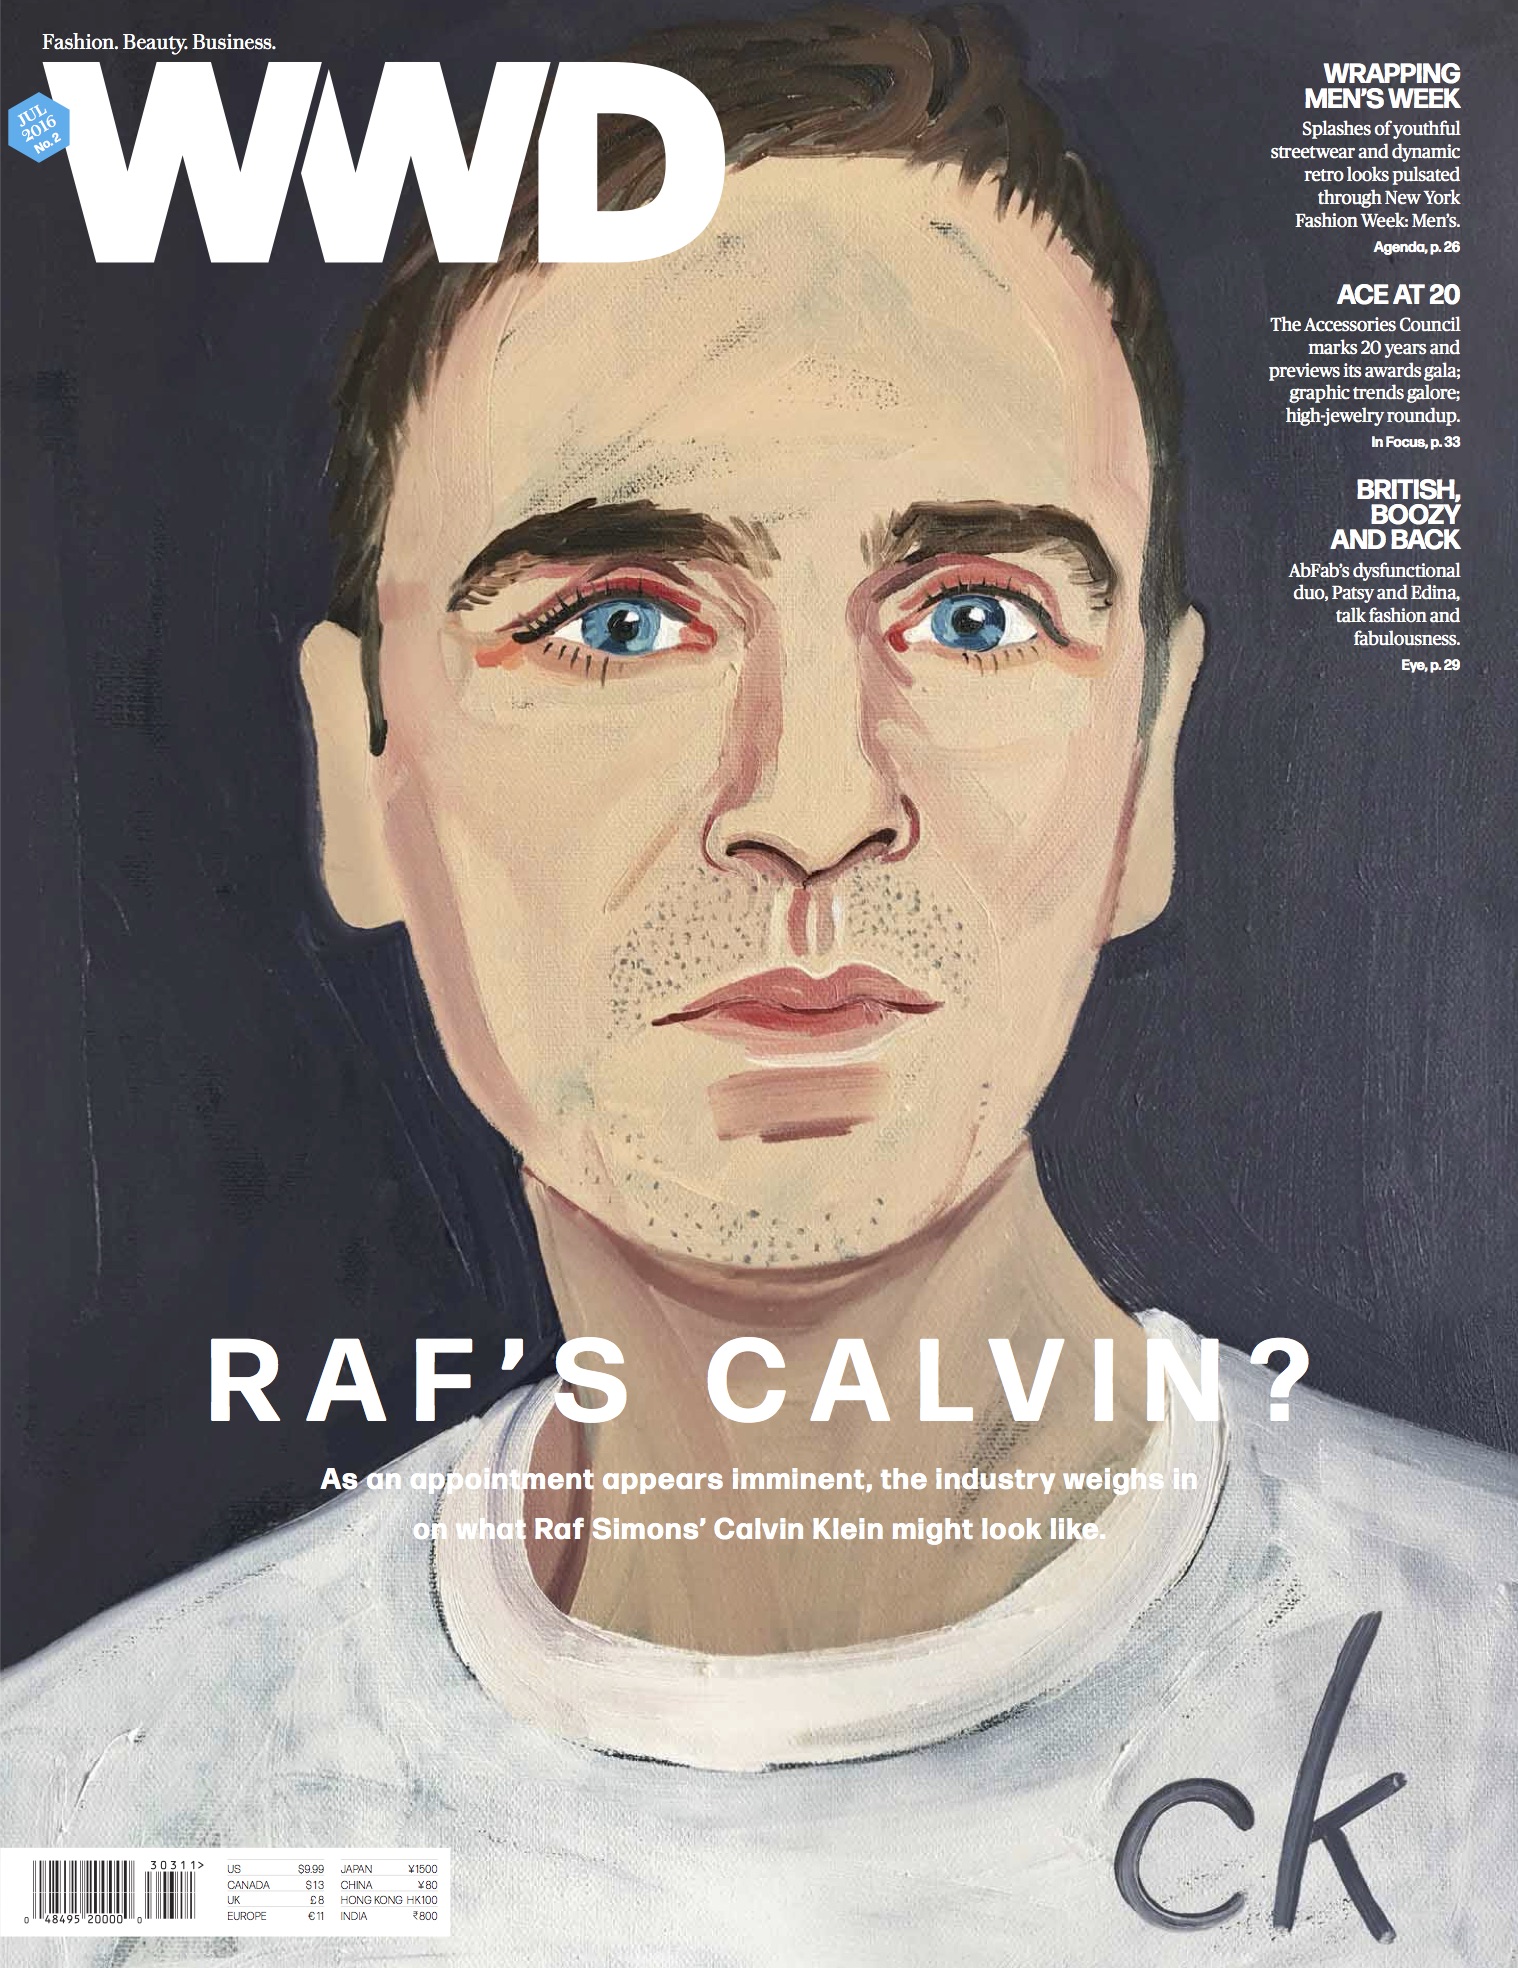 Fashion. Beauty. Business.
WWD
JUL
2016
No. 2
WRAPPING
MEN'S WEEK
Splashes of youthful
streetwear and dynamic
retro looks pulsated
through New York
Fashion Week: Men's.
Agenda, p. 26
ACE AT 20
The Accessories Council
marks 20 years and
previews its awards gala;
graphic trends galore;
high-jewelry roundup.
In Focus, p. 33
BRITISH,
BOOZY
AND BACK
AbFab's dysfunctional
duo, Patsy and Edina,
talk fashion and
fabulousness.
Eye, p. 29
RAF'S CALVIN?
As an appointment appears imminent, the industry weighs in
on what Raf Simons' Calvin Klein might look like.
ck
30311>
0 48495 20000 0
US $9.99 JAPAN ¥1500
CANADA $13 CHINA ¥80
UK £8 HONG KONG HK100
EUROPE €11 INDIA ₹800